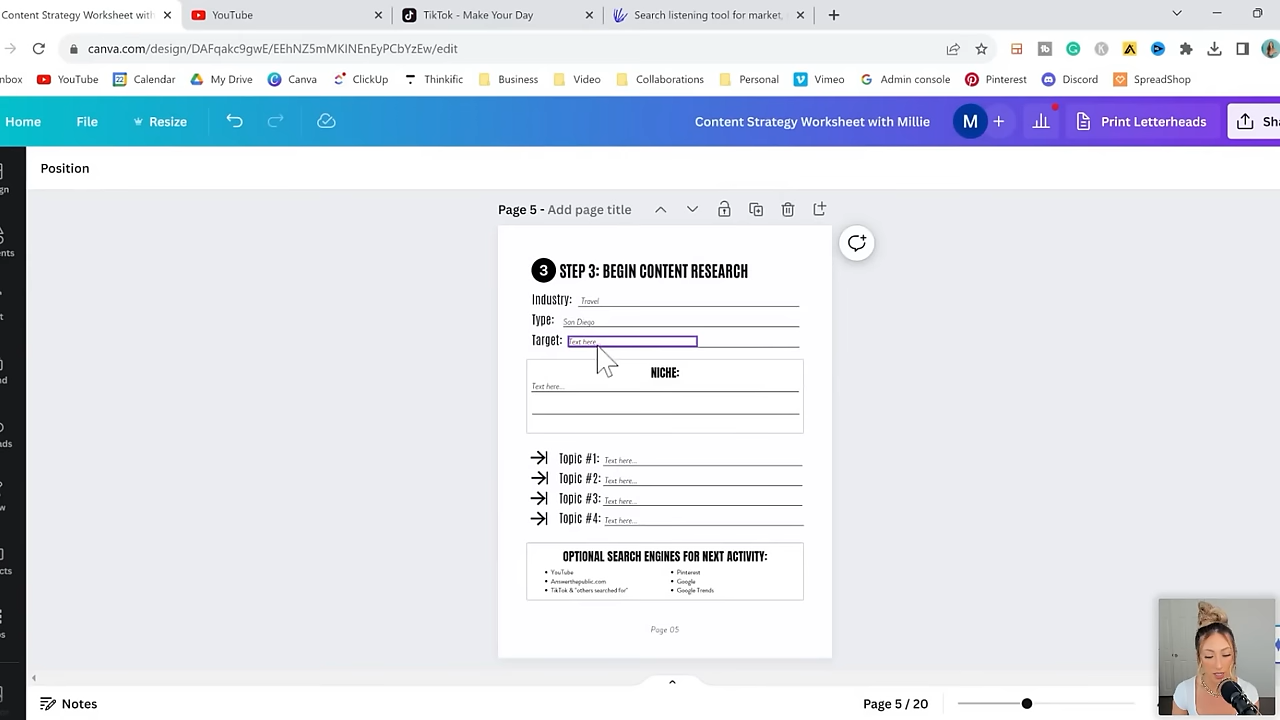 Content Strategy Worksheet with
YouTube
TikTok - Make Your Day
Search listening tool for market,
canva.com/design/DAFqakc9gwE/EEhNZ5mMKINEnEyPCbYzEw/edit
nbox
YouTube
Calendar
My Drive
Canva
ClickUp
Thinkific
Business
Video
Collaborations
Personal
Vimeo
Admin console
Pinterest
Discord
SpreadShop
Home
File
Resize
Content Strategy Worksheet with Millie
M
Print Letterheads
Sha
Position
Page 5 - Add page title
3 STEP 3: BEGIN CONTENT RESEARCH
Industry: Travel
Type: San Diego
Target: Text here...
NICHE:
Text here...
Topic #1: Text here...
Topic #2: Text here...
Topic #3: Text here...
Topic #4: Text here...
OPTIONAL SEARCH ENGINES FOR NEXT ACTIVITY:
• YouTube
• Answerthepublic.com
• TikTok & "others searched for"
• Pinterest
• Google
• Google Trends
Page 05
Notes
Page 5 / 20